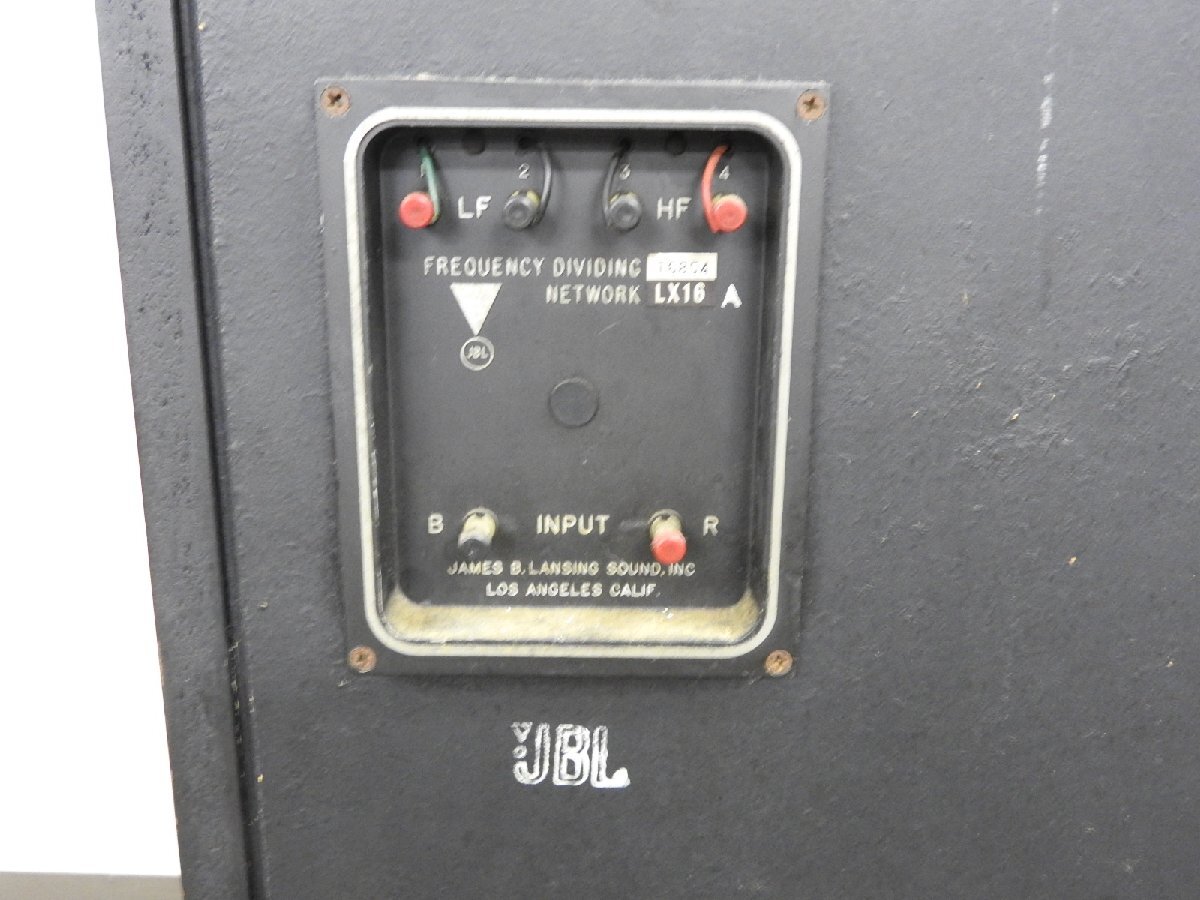 1 2 3 4
LF HF
FREQUENCY DIVIDING
NETWORK LX16 A
JBL
B INPUT R
JAMES B. LANSING SOUND, INC
LOS ANGELES CALIF.
JBL